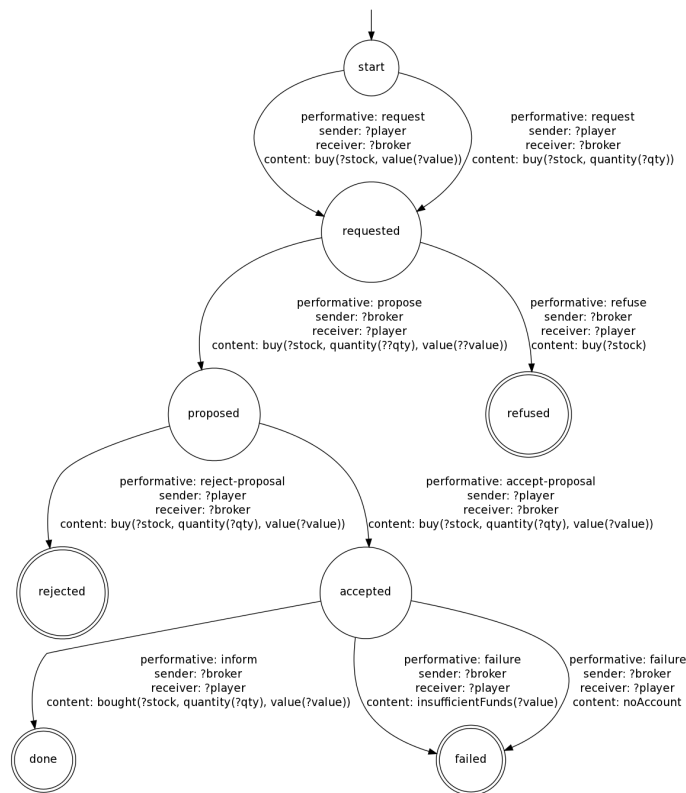 start
performative: request
sender: ?player
receiver: ?broker
content: buy(?stock, value(?value))
performative: request
sender: ?player
receiver: ?broker
content: buy(?stock, quantity(?qty))
requested
performative: propose
sender: ?broker
receiver: ?player
content: buy(?stock, quantity(??qty), value(??value))
performative: refuse
sender: ?broker
receiver: ?player
content: buy(?stock)
proposed
refused
performative: reject-proposal
sender: ?player
receiver: ?broker
content: buy(?stock, quantity(?qty), value(?value))
performative: accept-proposal
sender: ?player
receiver: ?broker
content: buy(?stock, quantity(?qty), value(?value))
rejected
accepted
performative: inform
sender: ?broker
receiver: ?player
content: bought(?stock, quantity(?qty), value(?value))
performative: failure
sender: ?broker
receiver: ?player
content: insufficientFunds(?value)
performative: failure
sender: ?broker
receiver: ?player
content: noAccount
done
failed